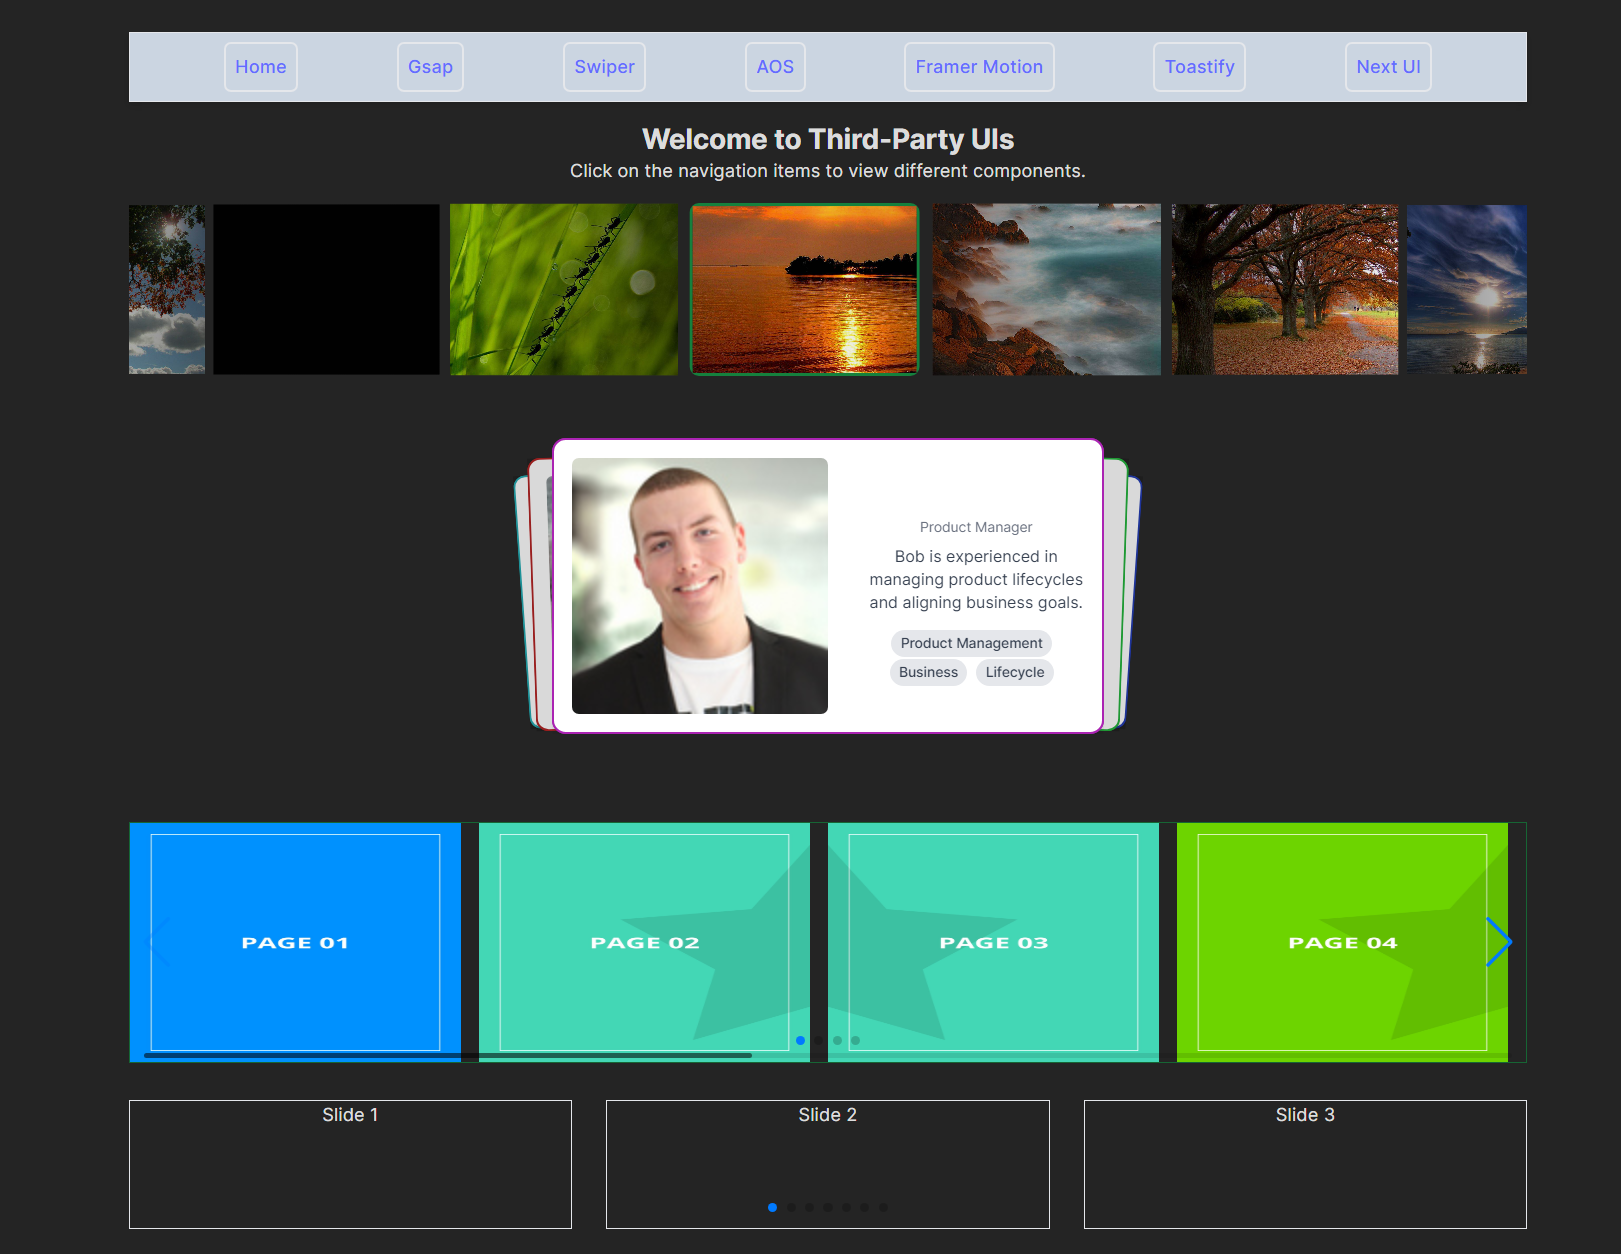 Home Gsap Swiper AOS Framer Motion Toastify Next UI
Welcome to Third-Party UIs
Click on the navigation items to view different components.
Product Manager
Bob is experienced in
managing product lifecycles
and aligning business goals.
Product Management
Business Lifecycle
PAGE 01 PAGE 02 PAGE 03 PAGE 04
Slide 1 Slide 2 Slide 3